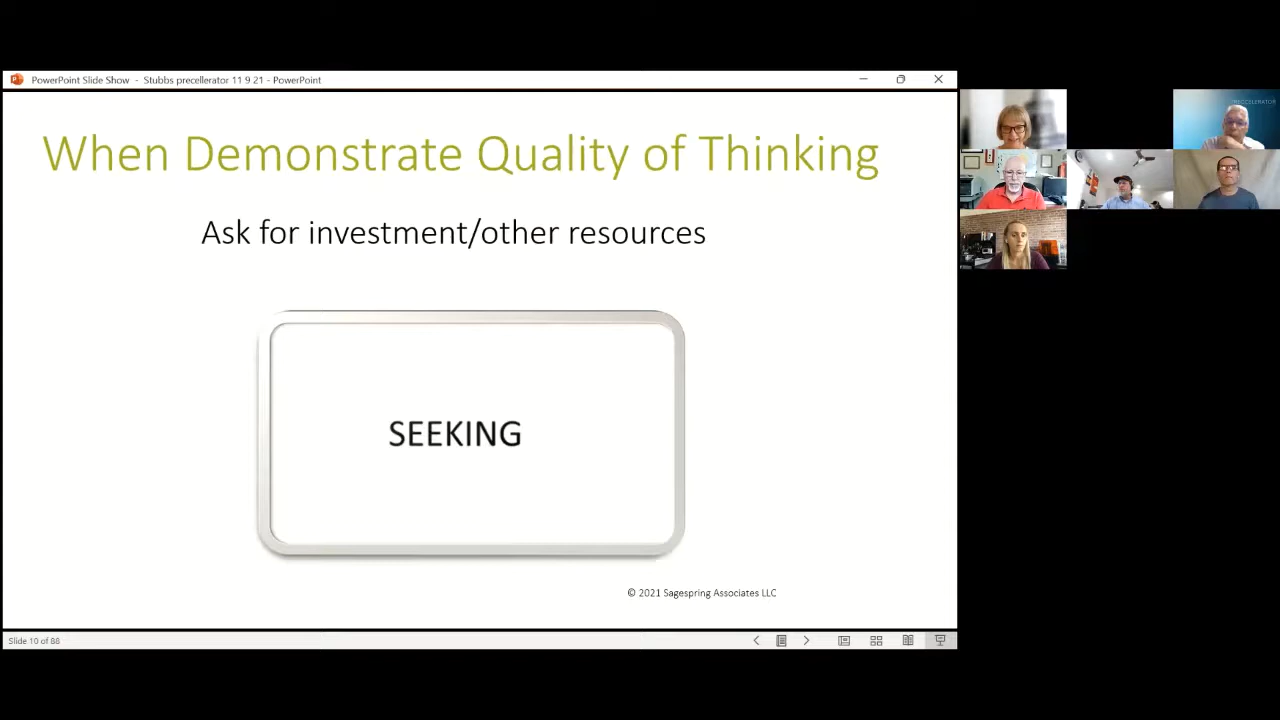 PowerPoint Slide Show - Stubbs precellerator 11 9 21 - PowerPoint
When Demonstrate Quality of Thinking
Ask for investment/other resources
SEEKING
© 2021 Sagespring Associates LLC
Slide 10 of 88